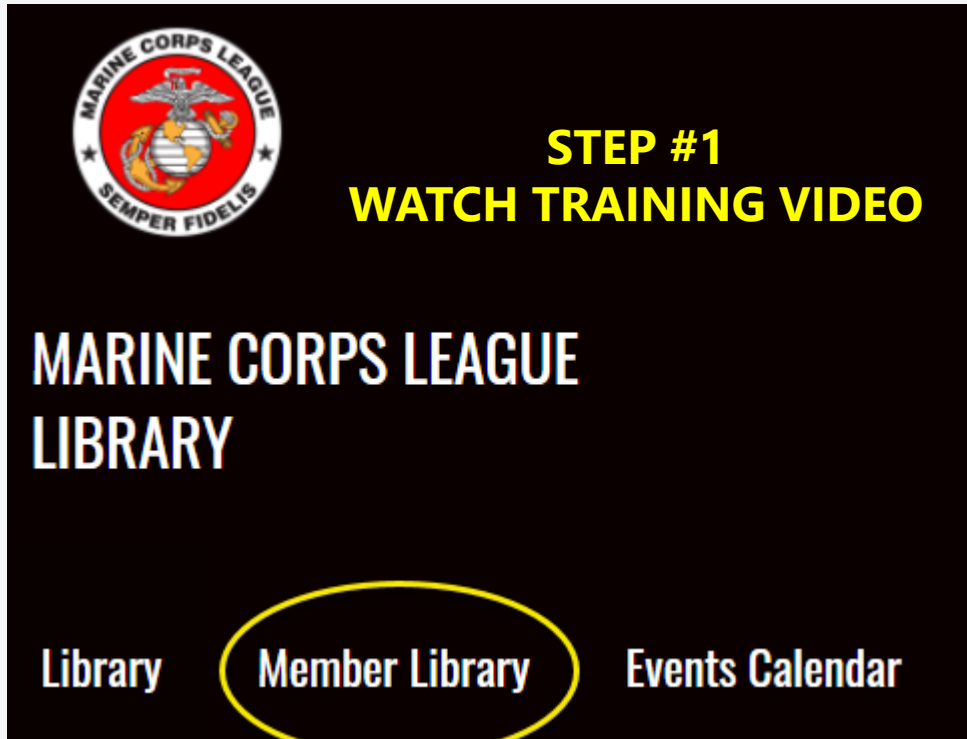 MARINE CORPS LEAGUE
SEMPER FIDELIS
STEP #1
WATCH TRAINING VIDEO
MARINE CORPS LEAGUE
LIBRARY
Library Member Library Events Calendar